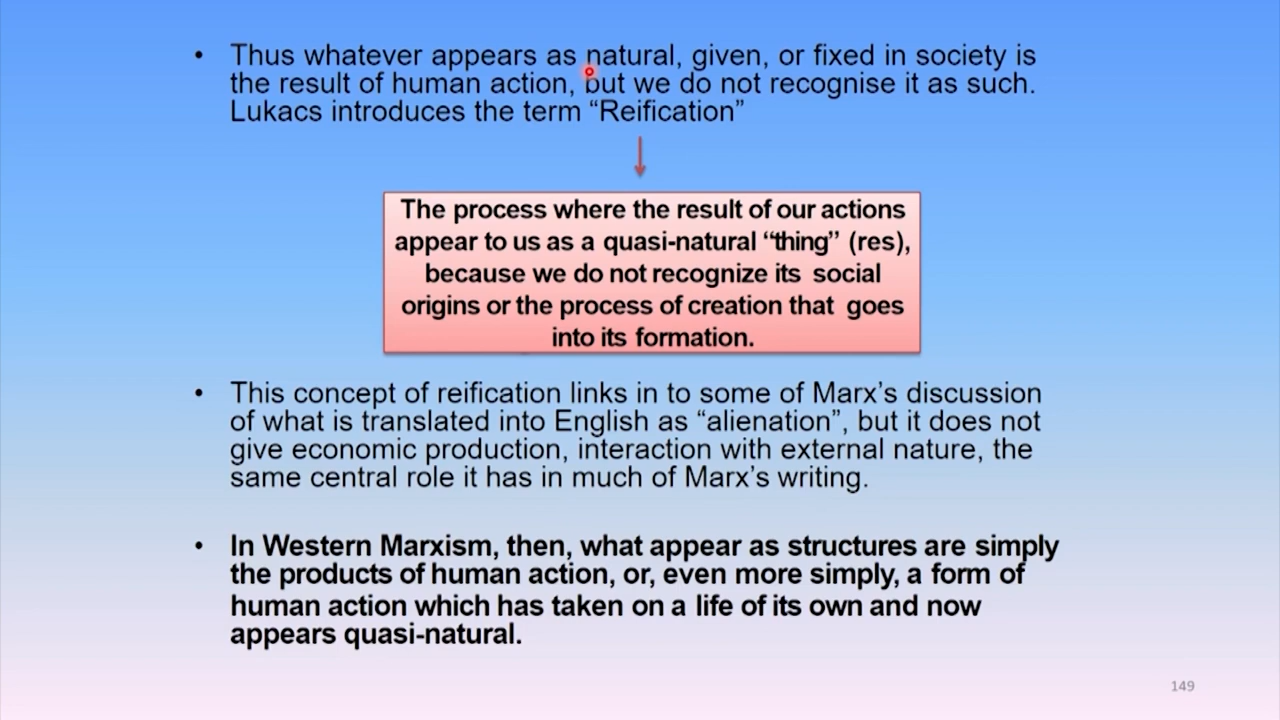 • Thus whatever appears as natural, given, or fixed in society is
the result of human action, but we do not recognise it as such.
Lukacs introduces the term “Reification”
The process where the result of our actions
appear to us as a quasi-natural “thing” (res),
because we do not recognize its social
origins or the process of creation that goes
into its formation.
• This concept of reification links in to some of Marx’s discussion
of what is translated into English as “alienation”, but it does not
give economic production, interaction with external nature, the
same central role it has in much of Marx’s writing.
• In Western Marxism, then, what appear as structures are simply
the products of human action, or, even more simply, a form of
human action which has taken on a life of its own and now
appears quasi-natural.
149